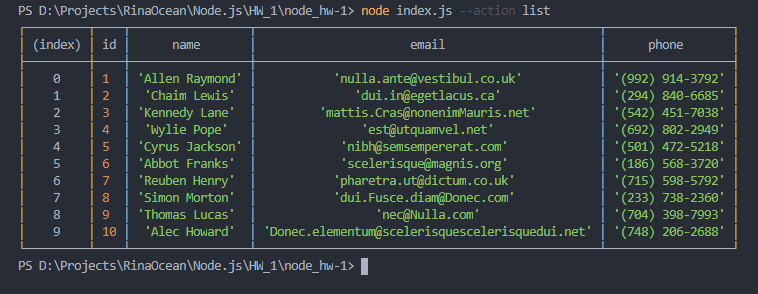 PS D:\Projects\RinaOcean\Node.js\HW_1\node_hw-1> node index.js --action list
(index) id name email phone
0 1 'Allen Raymond' 'nulla.ante@vestibul.co.uk' '(992) 914-3792'
1 2 'Chaim Lewis' 'dui.in@egetlacus.ca' '(294) 840-6685'
2 3 'Kennedy Lane' 'mattis.Cras@nonenimMauris.net' '(542) 451-7038'
3 4 'Wylie Pope' 'est@utquamvel.net' '(692) 802-2949'
4 5 'Cyrus Jackson' 'nibh@semsempererat.com' '(501) 472-5218'
5 6 'Abbot Franks' 'scelerisque@magnis.org' '(186) 568-3720'
6 7 'Reuben Henry' 'pharetra.ut@dictum.co.uk' '(715) 598-5792'
7 8 'Simon Morton' 'dui.Fusce.diam@Donec.com' '(233) 738-2360'
8 9 'Thomas Lucas' 'nec@Nulla.com' '(704) 398-7993'
9 10 'Alec Howard' 'Donec.elementum@scelerisquescelerisquedui.net' '(748) 206-2688'
PS D:\Projects\RinaOcean\Node.js\HW_1\node_hw-1>